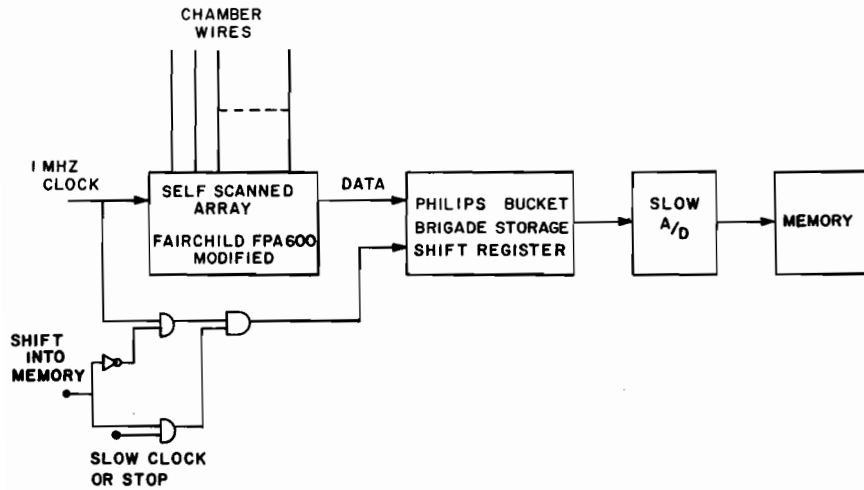 CHAMBER
WIRES
1 MHZ
CLOCK
SELF SCANNED
ARRAY
FAIRCHILD FPA600
MODIFIED
DATA
PHILIPS BUCKET
BRIGADE STORAGE
SHIFT REGISTER
SLOW
A/D
MEMORY
SHIFT
INTO
MEMORY
SLOW CLOCK
OR STOP